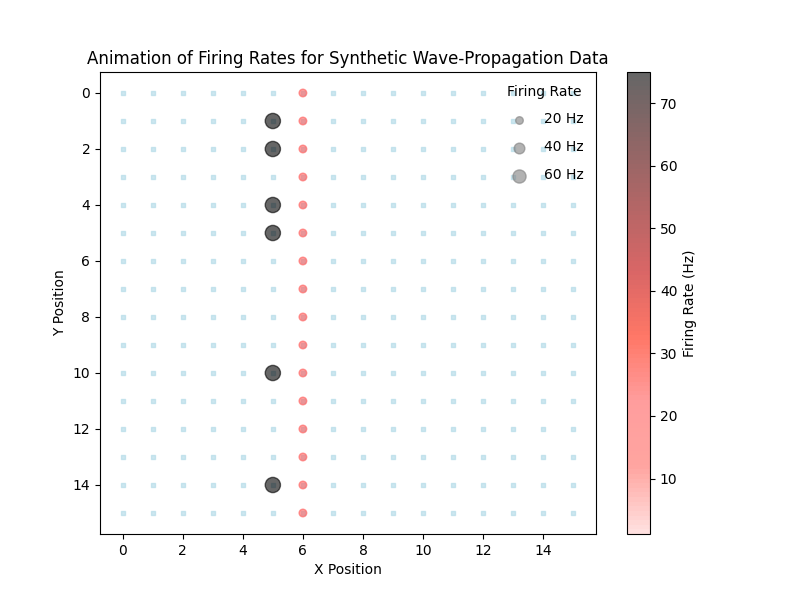 Animation of Firing Rates for Synthetic Wave-Propagation Data
Firing Rate
20 Hz
40 Hz
60 Hz
0
2
4
6
8
10
12
14
Y Position
0 2 4 6 8 10 12 14
X Position
70
60
50
40
30
20
10
Firing Rate (Hz)